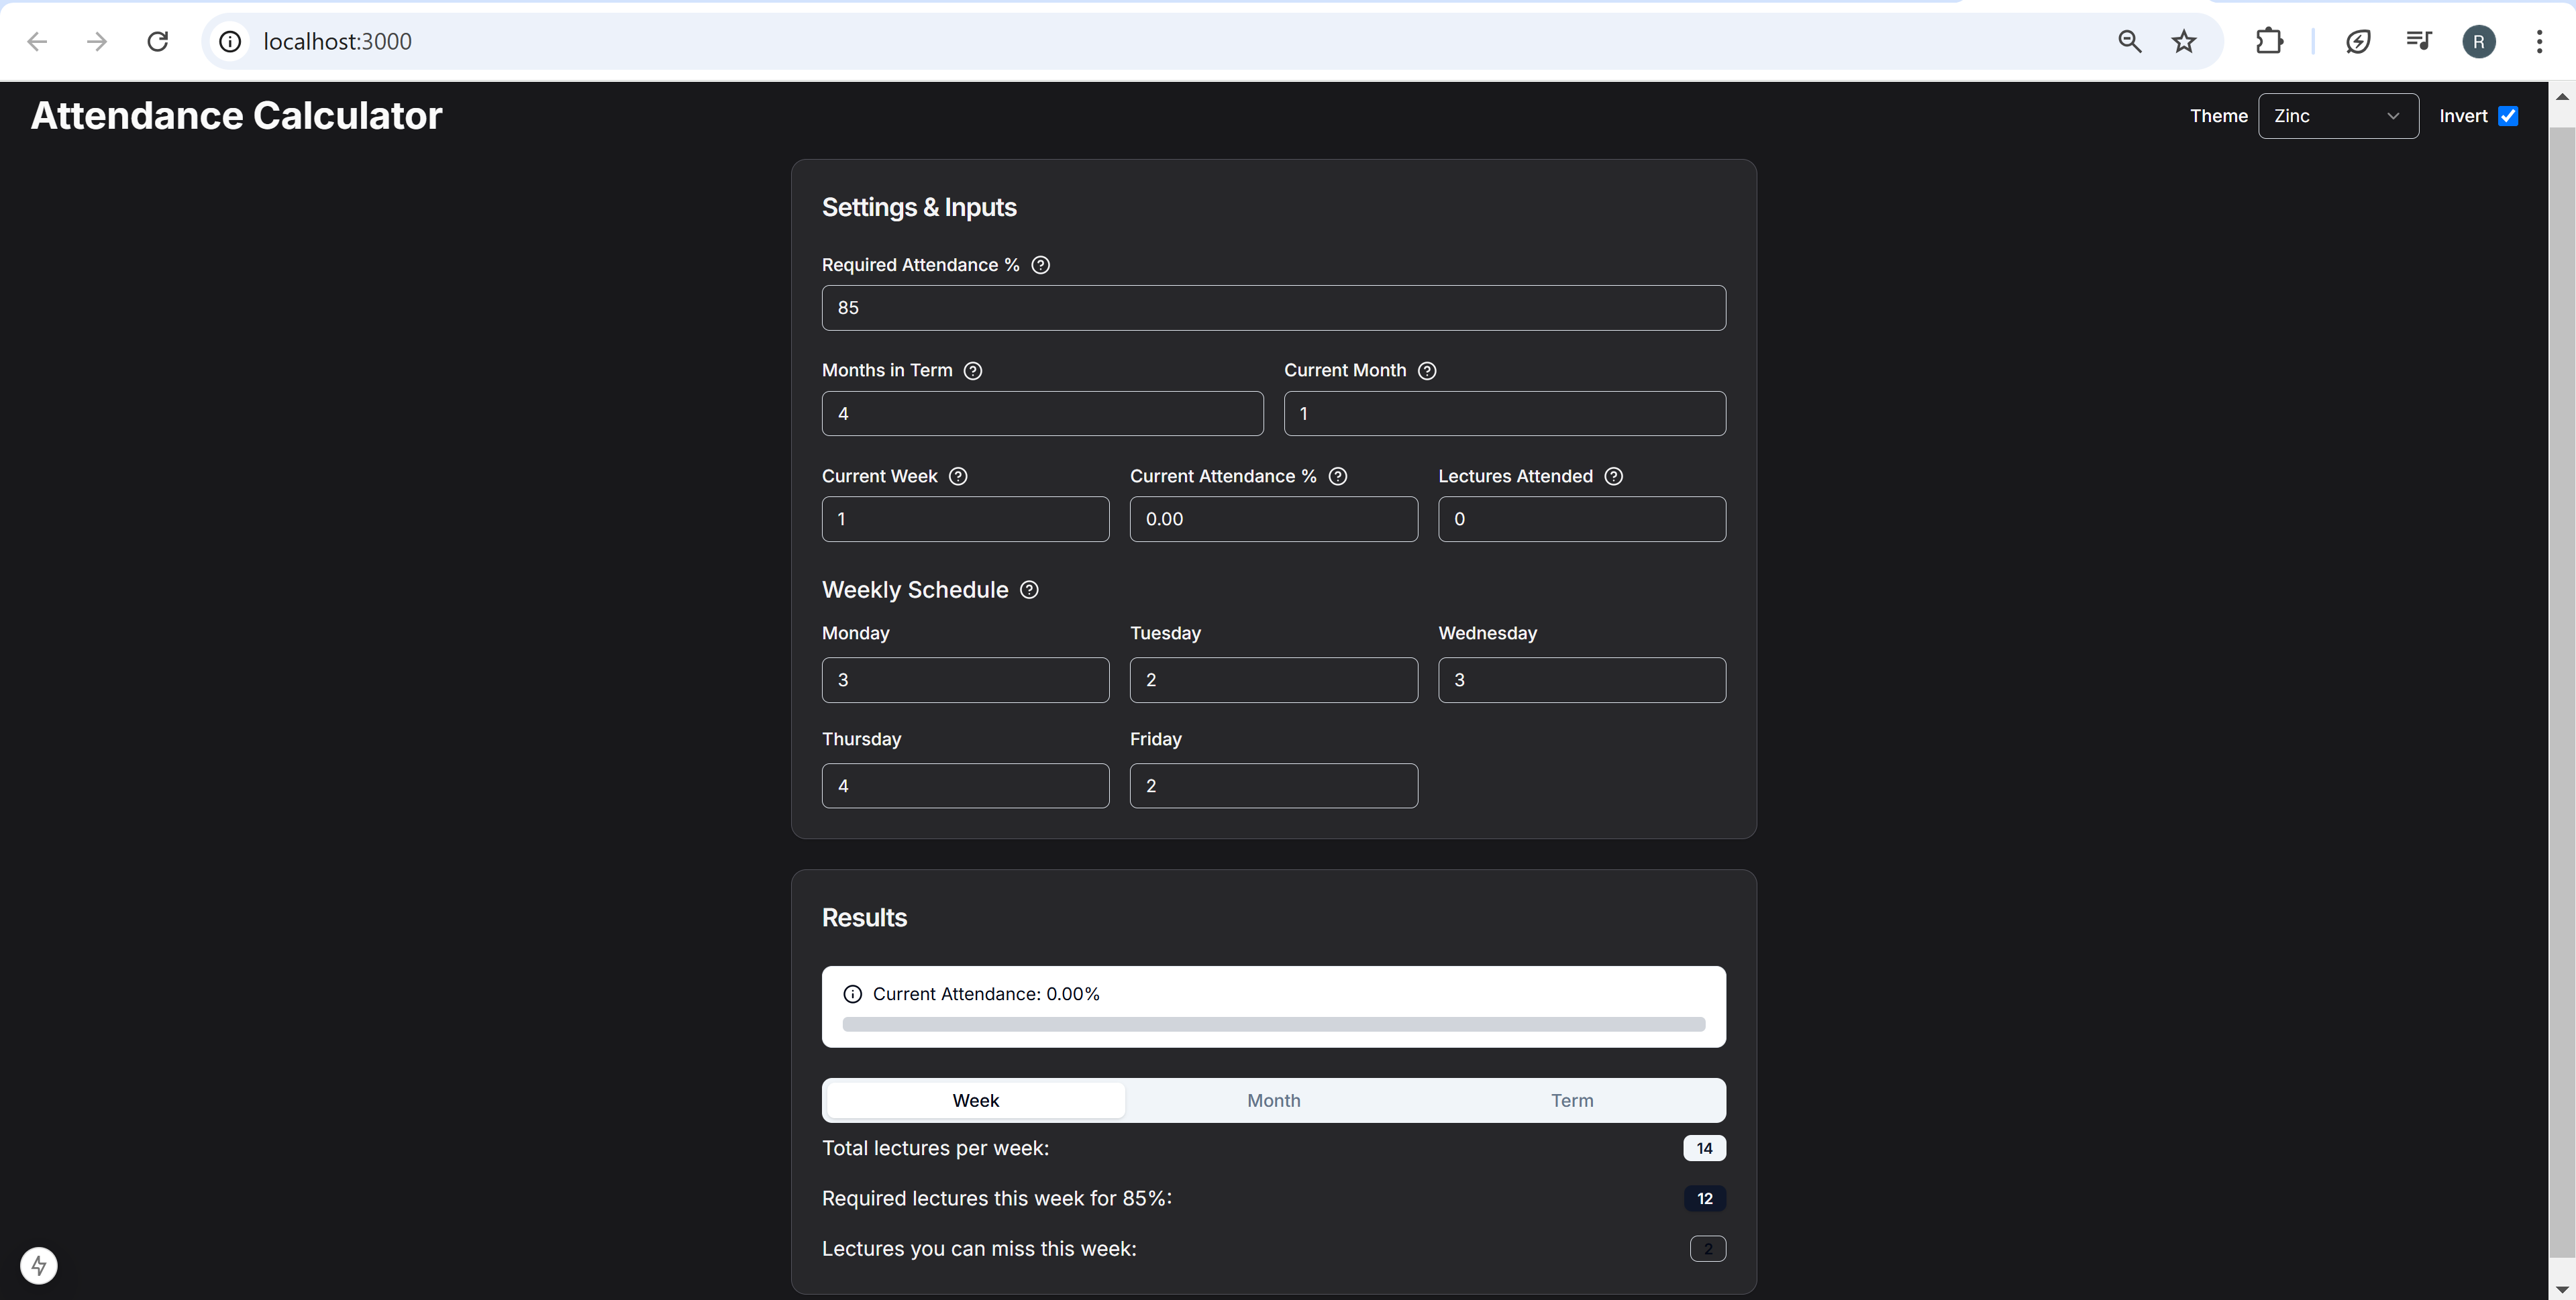 localhost:3000
R
Attendance Calculator
Theme Zinc Invert
Settings & Inputs
Required Attendance %
85
Months in Term Current Month
4 1
Current Week Current Attendance % Lectures Attended
1 0.00 0
Weekly Schedule
Monday Tuesday Wednesday
3 2 3
Thursday Friday
4 2
Results
Current Attendance: 0.00%
Week Month Term
Total lectures per week: 14
Required lectures this week for 85%: 12
Lectures you can miss this week: 2